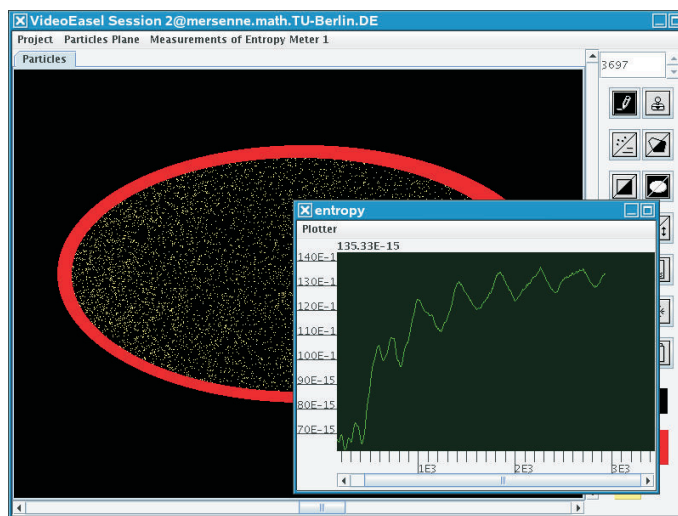 VideoEasel Session 2@mersenne.math.TU-Berlin.DE
Project Particles Plane Measurements of Entropy Meter 1
Particles
3697
entropy
Plotter
135.33E-15
140E-1
130E-1
120E-1
110E-1
100E-1
90E-15
80E-15
70E-15
1E3 2E3 3E3